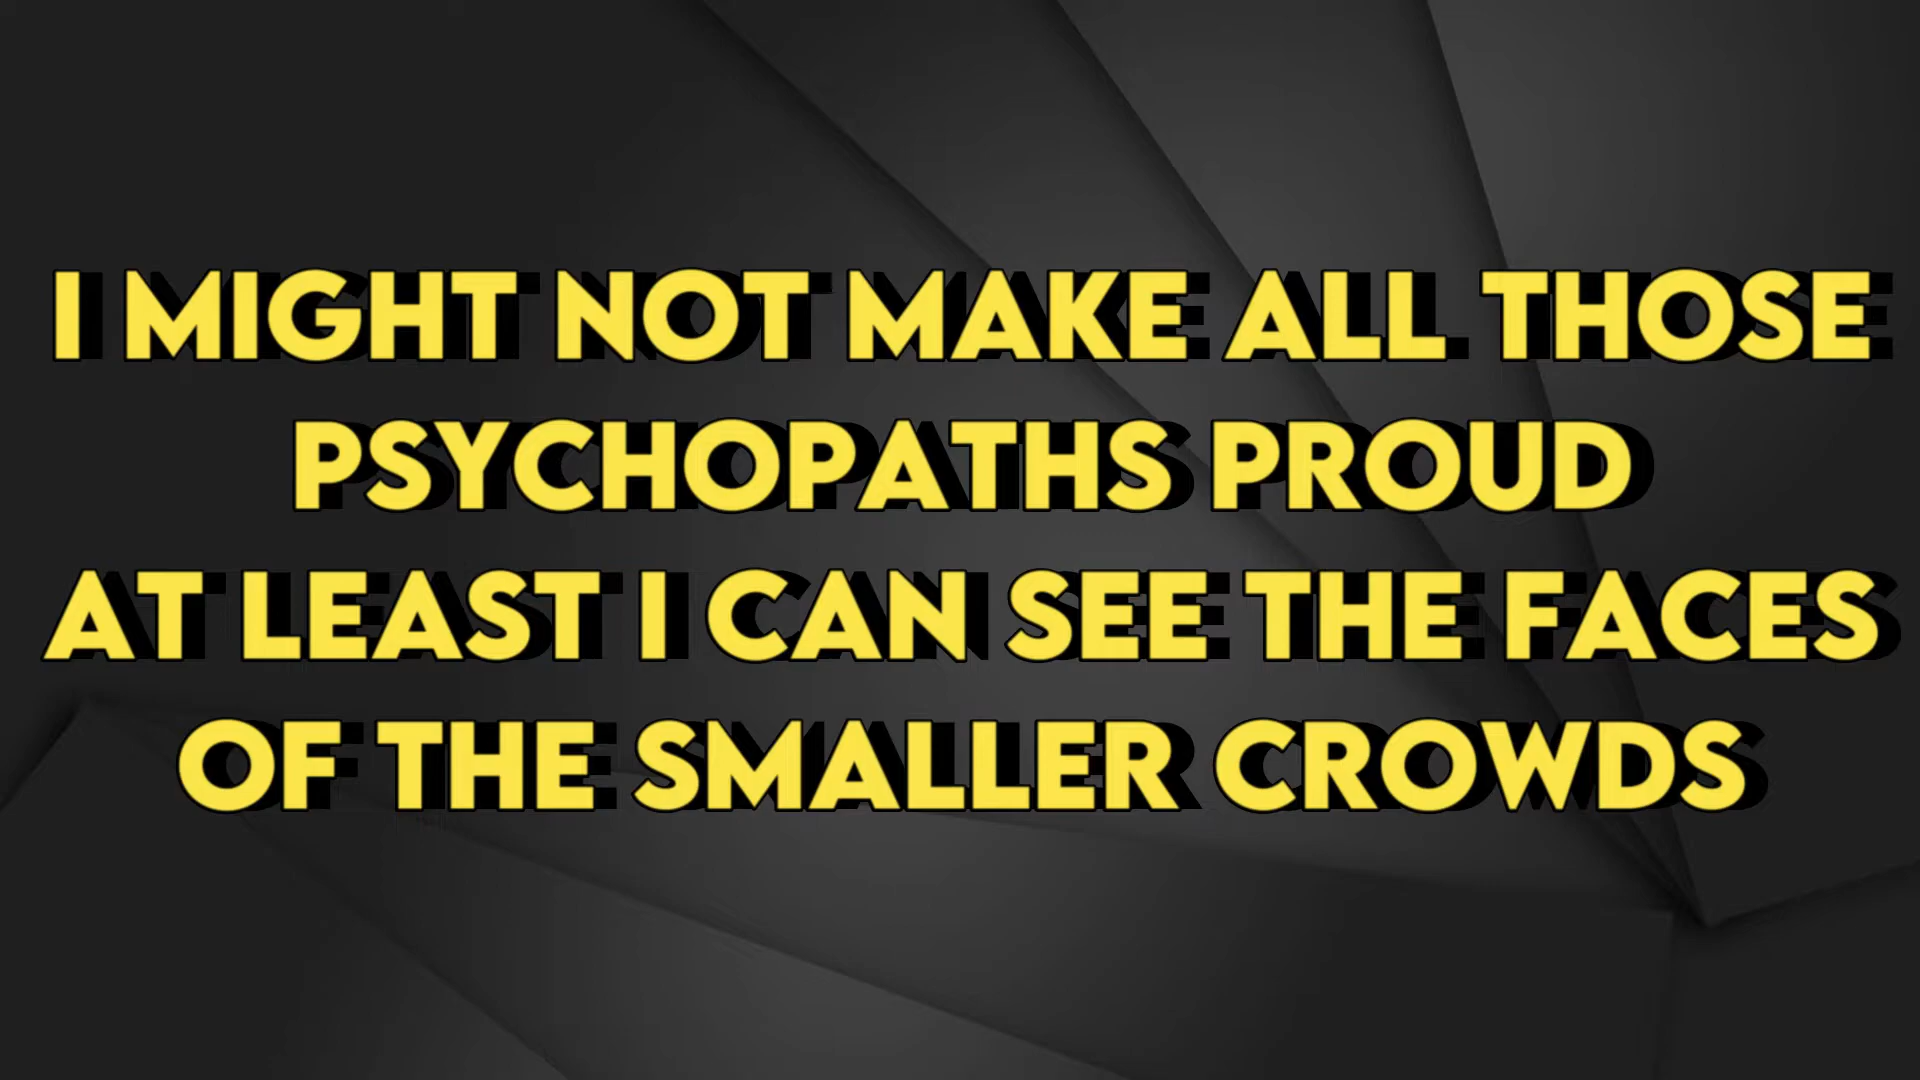 I MIGHT NOT MAKE ALL THOSE
PSYCHOPATHS PROUD
AT LEAST I CAN SEE THE FACES
OF THE SMALLER CROWDS